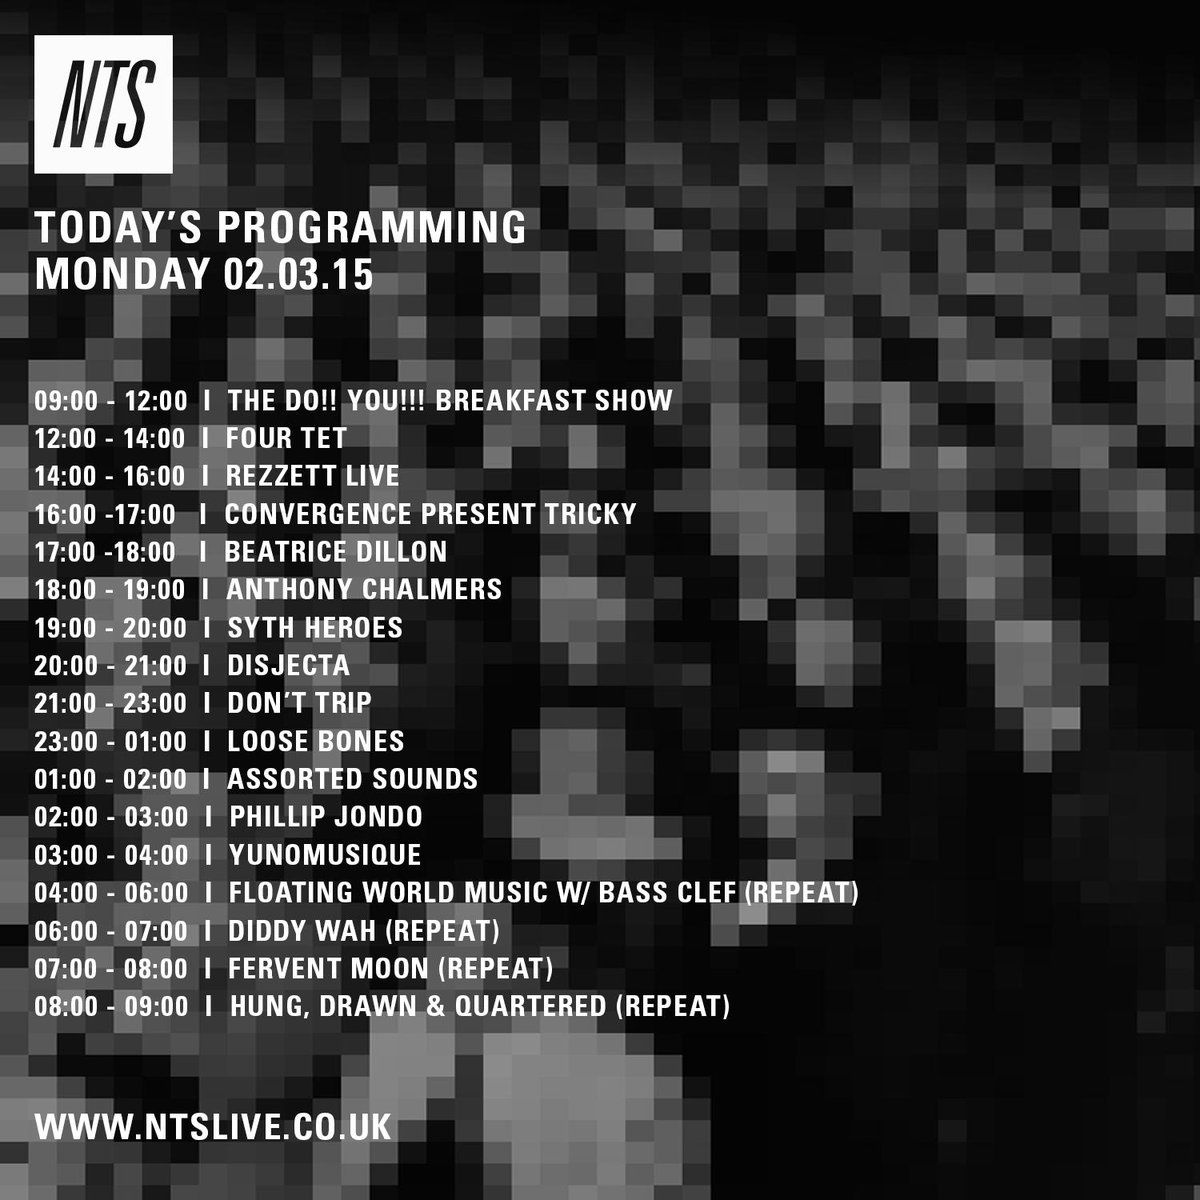 NTS
TODAY'S PROGRAMMING
MONDAY 02.03.15
09:00 - 12:00 I THE DO!! YOU!!! BREAKFAST SHOW
12:00 - 14:00 I FOUR TET
14:00 - 16:00 I REZZETT LIVE
16:00 -17:00 I CONVERGENCE PRESENT TRICKY
17:00 -18:00 I BEATRICE DILLON
18:00 - 19:00 I ANTHONY CHALMERS
19:00 - 20:00 I SYTH HEROES
20:00 - 21:00 I DISJECTA
21:00 - 23:00 I DON'T TRIP
23:00 - 01:00 I LOOSE BONES
01:00 - 02:00 I ASSORTED SOUNDS
02:00 - 03:00 I PHILLIP JONDO
03:00 - 04:00 I YUNOMUSIQUE
04:00 - 06:00 I FLOATING WORLD MUSIC W/ BASS CLEF (REPEAT)
06:00 - 07:00 I DIDDY WAH (REPEAT)
07:00 - 08:00 I FERVENT MOON (REPEAT)
08:00 - 09:00 I HUNG, DRAWN & QUARTERED (REPEAT)
WWW.NTSLIVE.CO.UK